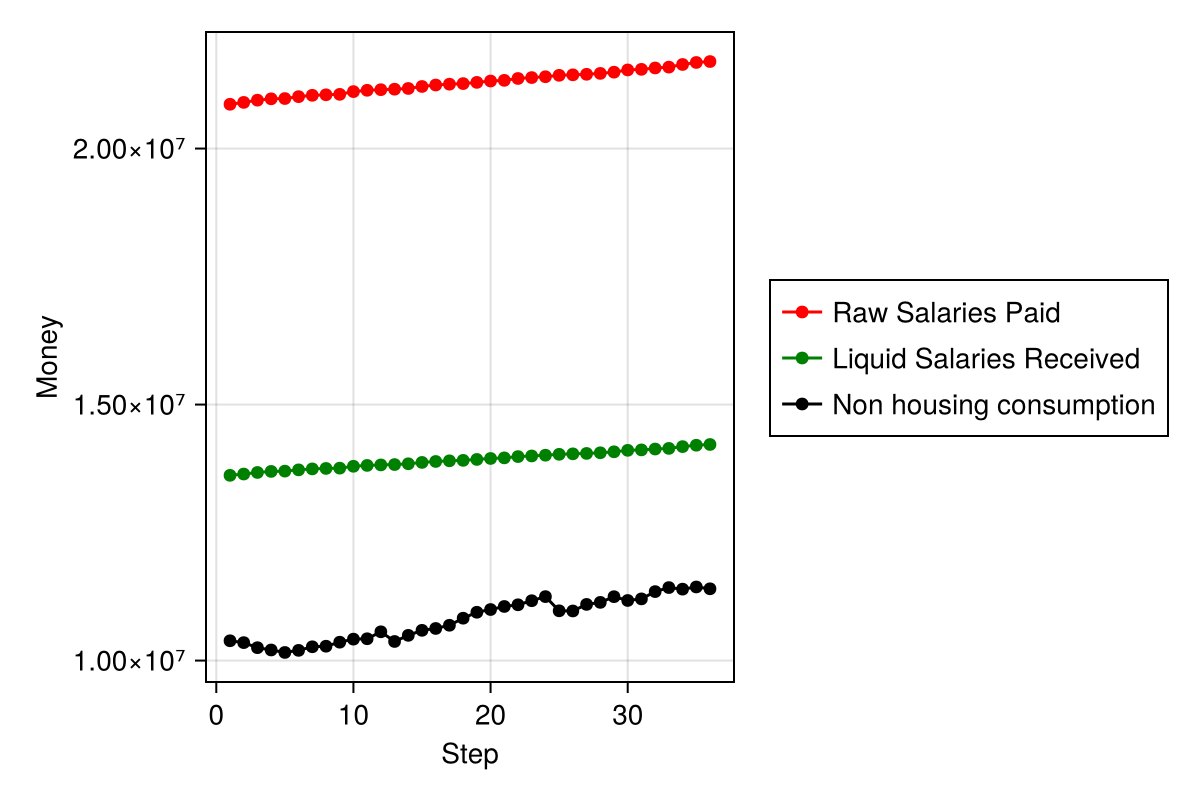 Money
2.00×10⁷
1.50×10⁷
1.00×10⁷
0 10 20 30
Step
Raw Salaries Paid
Liquid Salaries Received
Non housing consumption